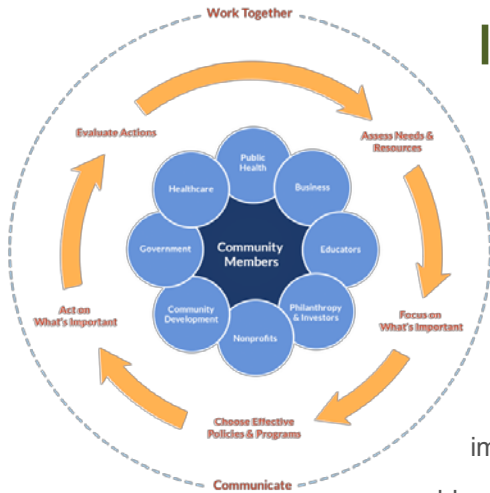 Work Together
Evaluate Actions
Assess Needs &
Resources
Public
Health
Healthcare
Business
Government
Community
Members
Educators
Community
Development
Philanthropy
& Investors
Nonprofits
Act on
What's Important
Focus on
What's Important
Choose Effective
Policies & Programs
Communicate
im